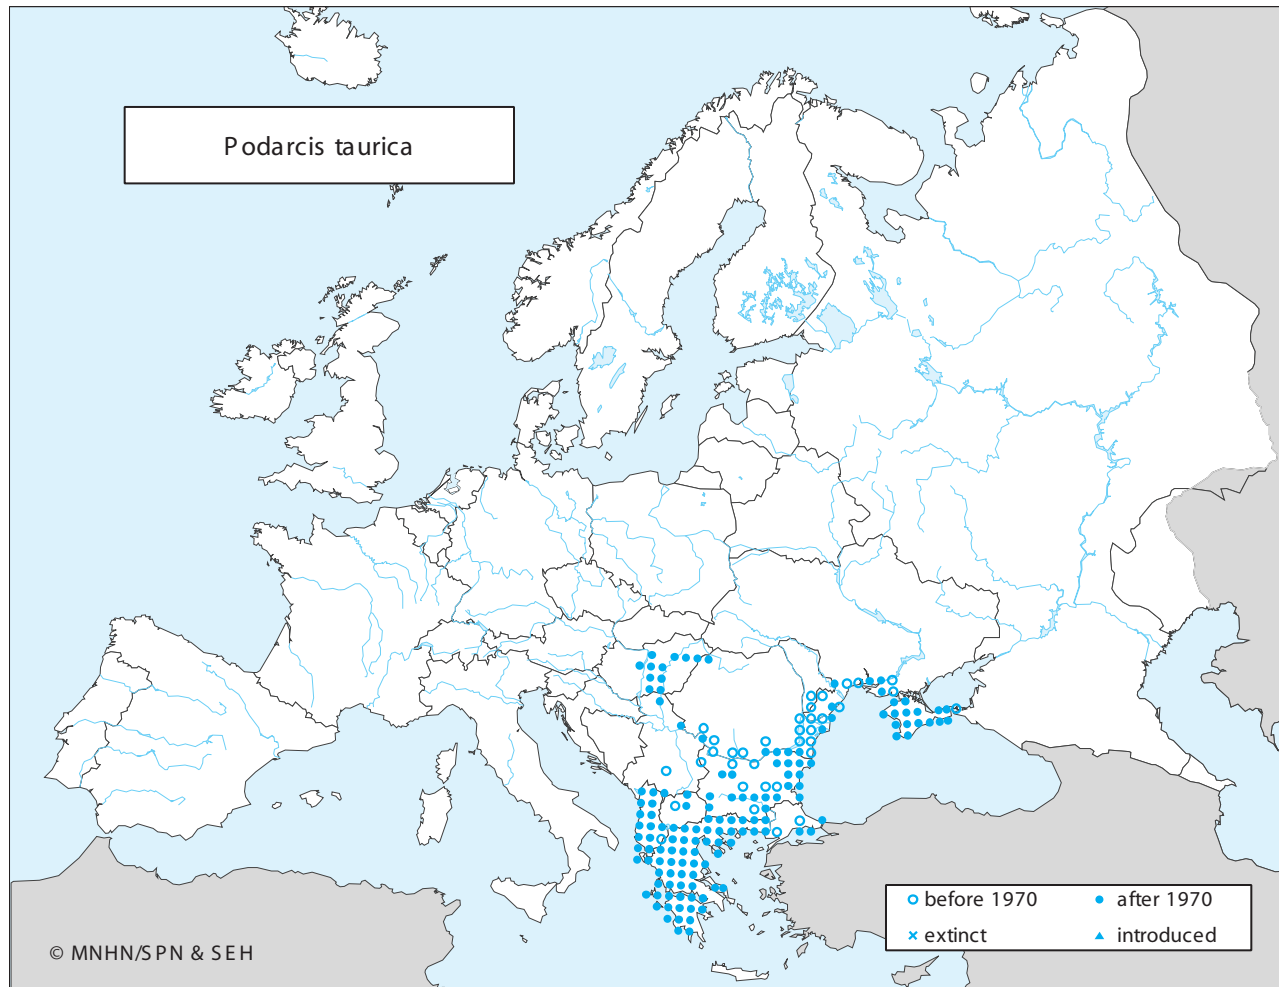 Podarcis taurica
before 1970
after 1970
extinct
introduced
© MNHN/SPN & SEH